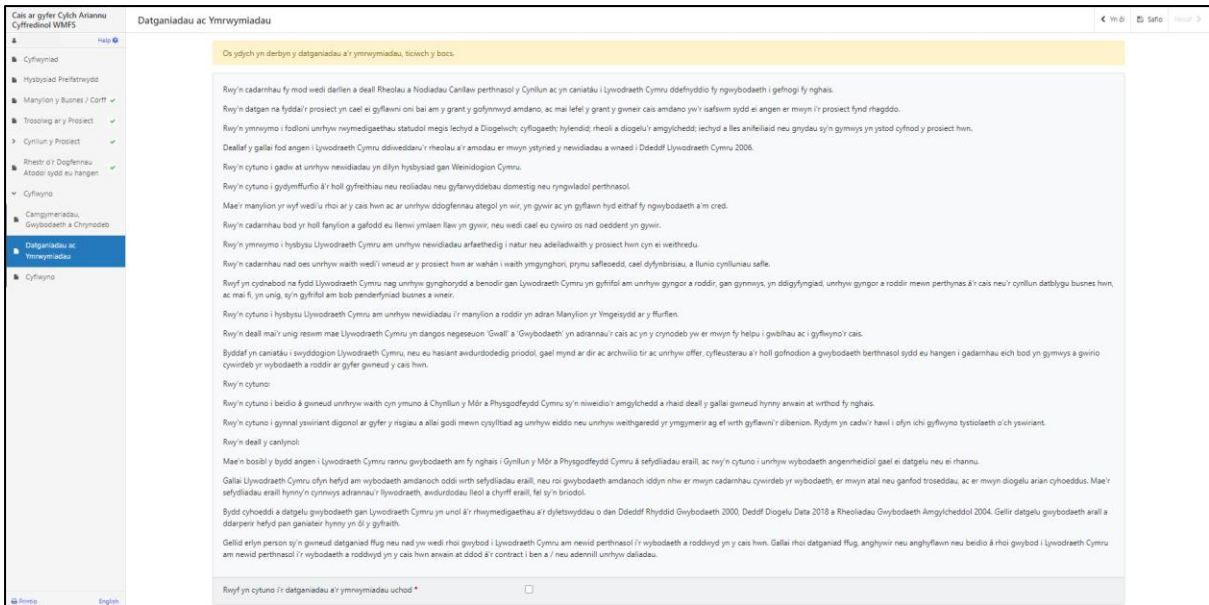 Cais ar gyfer Cylch Ariannu
Cyffredinol WMFS
Datganiadau ac Ymrwymiadau
Yn ôl
Safio
Nesaf
Help
Cyflwyniad
Hysbysiad Preifatrwydd
Manylion y Busnes / Corff
Trosolwg ar y Prosiect
Cynllun y Prosiect
Rhestr o'r Dogfennau
Atodol sydd eu hangen
Cyflwyno
Camgymeriadau,
Gwybodaeth a Chrynodeb
Datganiadau ac
Ymrwymiadau
Cyflwyno
Printio
English
Os ydych yn derbyn y datganiadau a'r ymrwymiadau, ticiwch y bocs.
Rwy'n cadarnhau fy mod wedi darllen a deall Rheolau a Nodiadau Canllaw perthnasol y Cynllun ac yn caniatáu i Lywodraeth Cymru ddefnyddio fy ngwybodaeth i gefnogi fy nghais.
Rwy'n datgan na fyddai'r prosiect yn cael ei gyflawni oni bai am y grant y gofynnwyd amdano, ac mai lefel y grant y gwneir cais amdano yw'r isafswm sydd ei angen er mwyn i'r prosiect fynd rhagddo.
Rwy'n ymrwymo i fodloni unrhyw rwymedigaethau statudol megis Iechyd a Diogelwch; cyflogaeth; hylendid; rheoli a diogelu'r amgylchedd; iechyd a lles anifeiliaid neu gnydau sy'n gymwys yn ystod cyfnod y prosiect hwn.
Deallaf y gallai fod angen i Lywodraeth Cymru ddiweddaru'r rheolau a'r amodau er mwyn ystyried y newidiadau a wnaed i Ddeddf Llywodraeth Cymru 2006.
Rwy'n cytuno i gadw at unrhyw newidiadau yn dilyn hysbysiad gan Weinidogion Cymru.
Rwy'n cytuno i gydymffurfio â'r holl gyfreithiau neu reoliadau neu gyfarwyddebau domestig neu ryngwladol perthnasol.
Mae'r manylion yr wyf wedi'u rhoi ar y cais hwn ac ar unrhyw ddogfennau ategol yn wir, yn gywir ac yn gyflawn hyd eithaf fy ngwybodaeth a'm cred.
Rwy'n cadarnhau bod yr holl fanylion a gafodd eu llenwi ymlaen llaw yn gywir, neu wedi cael eu cywiro os nad oeddent yn gywir.
Rwy'n ymrwymo i hysbysu Llywodraeth Cymru am unrhyw newidiadau arfaethedig i natur neu adeiladwaith y prosiect hwn cyn ei weithredu.
Rwy'n cadarnhau nad oes unrhyw waith wedi'i wneud ar y prosiect hwn ar wahân i waith ymgynghori, prynu safleoedd, cael dyfynbrisiau, a llunio cynlluniau safle.
Rwyf yn cydnabod na fydd Llywodraeth Cymru nag unrhyw gynghorydd a benodir gan Lywodraeth Cymru yn gyfrifol am unrhyw gyngor a roddir, gan gynnwys, yn ddigyfyngiad, unrhyw gyngor a roddir mewn perthynas â'r cais neu'r cynllun datblygu busnes hwn,
ac mai fi, yn unig, sy'n gyfrifol am bob penderfyniad busnes a wneir.
Rwy'n cytuno i hysbysu Llywodraeth Cymru am unrhyw newidiadau i'r manylion a roddir yn adran Manylion yr Ymgeisydd ar y ffurflen.
Rwy'n deall mai'r unig reswm mae Llywodraeth Cymru yn dangos negeseuon 'Gwall' a 'Gwybodaeth' yn adrannau'r cais ac yn y crynodeb yw er mwyn fy helpu i gwblhau ac i gyflwyno'r cais.
Byddaf yn caniatáu i swyddogion Llywodraeth Cymru, neu eu hasiant awdurdodedig priodol, gael mynd ar dir ac archwilio tir ac unrhyw offer, cyfleusterau a'r holl gofnodion a gwybodaeth berthnasol sydd eu hangen i gadarnhau eich bod yn gymwys a gwirio
cywirdeb yr wybodaeth a roddir ar gyfer gwneud y cais hwn.
Rwy'n cytuno:
Rwy'n cytuno i beidio â gwneud unrhryw waith cyn ymuno â Chynllun y Môr a Physgodfeydd Cymru sy'n niweidio'r amgylchedd a rhaid deall y gallai gwneud hynny arwain at wrthod fy nghais.
Rwy'n cytuno i gynnal yswiriant digonol ar gyfer y risgiau a allai godi mewn cysylltiad ag unrhyw eiddo neu unrhyw weithgaredd yr ymgymerir ag ef wrth gyflawni'r dibenion. Rydym yn cadw'r hawl i ofyn ichi gyflwyno tystiolaeth o'ch yswiriant.
Rwy'n deall y canlynol:
Mae'n bosibl y bydd angen i Lywodraeth Cymru rannu gwybodaeth am fy nghais i Gynllun y Môr a Physgodfeydd Cymru â sefydliadau eraill, ac rwy'n cytuno i unrhyw wybodaeth angenrheidiol gael ei datgelu neu ei rhannu.
Gallai Llywodraeth Cymru ofyn hefyd am wybodaeth amdanoch oddi wrth sefydliadau eraill, neu roi gwybodaeth amdanoch iddyn nhw er mwyn cadarnhau cywirdeb yr wybodaeth, er mwyn atal neu ganfod troseddau, ac er mwyn diogelu arian cyhoeddus. Mae'r
sefydliadau eraill hynny'n cynnwys adrannau'r llywodraeth, awdurdodau lleol a chyrff eraill, fel sy'n briodol.
Bydd cyhoeddi a datgelu gwybodaeth gan Lywodraeth Cymru yn unol â'r rhwymedigaethau a'r dyletswyddau o dan Ddeddf Rhyddid Gwybodaeth 2000, Deddf Diogelu Data 2018 a Rheoliadau Gwybodaeth Amgylcheddol 2004. Gellir datgelu gwybodaeth arall a
ddarperir hefyd pan ganiateir hynny yn ôl y gyfraith.
Gellid erlyn person sy'n gwneud datganiad ffug neu nad yw wedi rhoi gwybod i Lywodraeth Cymru am newid perthnasol i'r wybodaeth a roddwyd yn y cais hwn. Gallai rhoi datganiad ffug, anghywir neu anghyflawn neu beidio â rhoi gwybod i Lywodraeth Cymru
am newid perthnasol i'r wybodaeth a roddwyd yn y cais hwn arwain at ddod â'r contract i ben a / neu adennill unrhyw daliadau.
Rwyf yn cytuno i'r datganiadau a'r ymrwymiadau uchod *